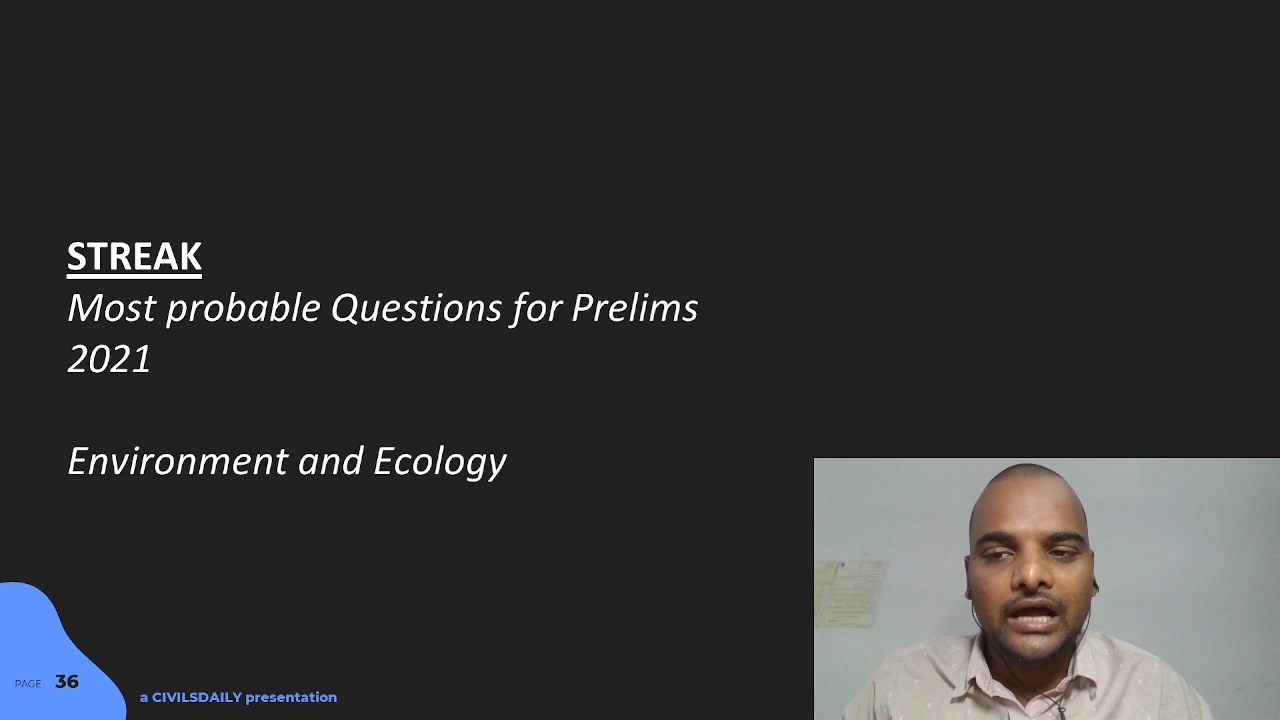 STREAK
Most probable Questions for Prelims
2021
Environment and Ecology
PAGE 36
a CIVILSDAILY presentation